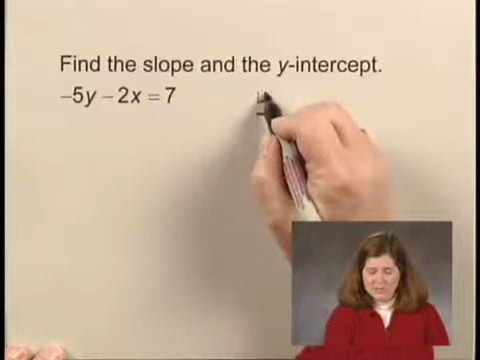 Find the slope and the y-intercept.
−5y − 2x = 7